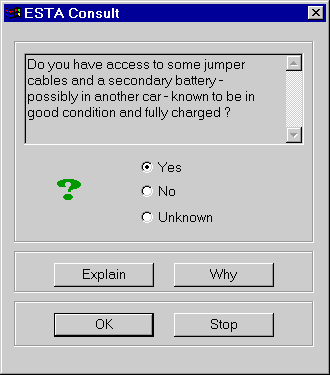 ESTA Consult
Do you have access to some jumper
cables and a secondary battery -
possibly in another car - known to be in
good condition and fully charged ?
Yes
No
Unknown
Explain
Why
OK
Stop